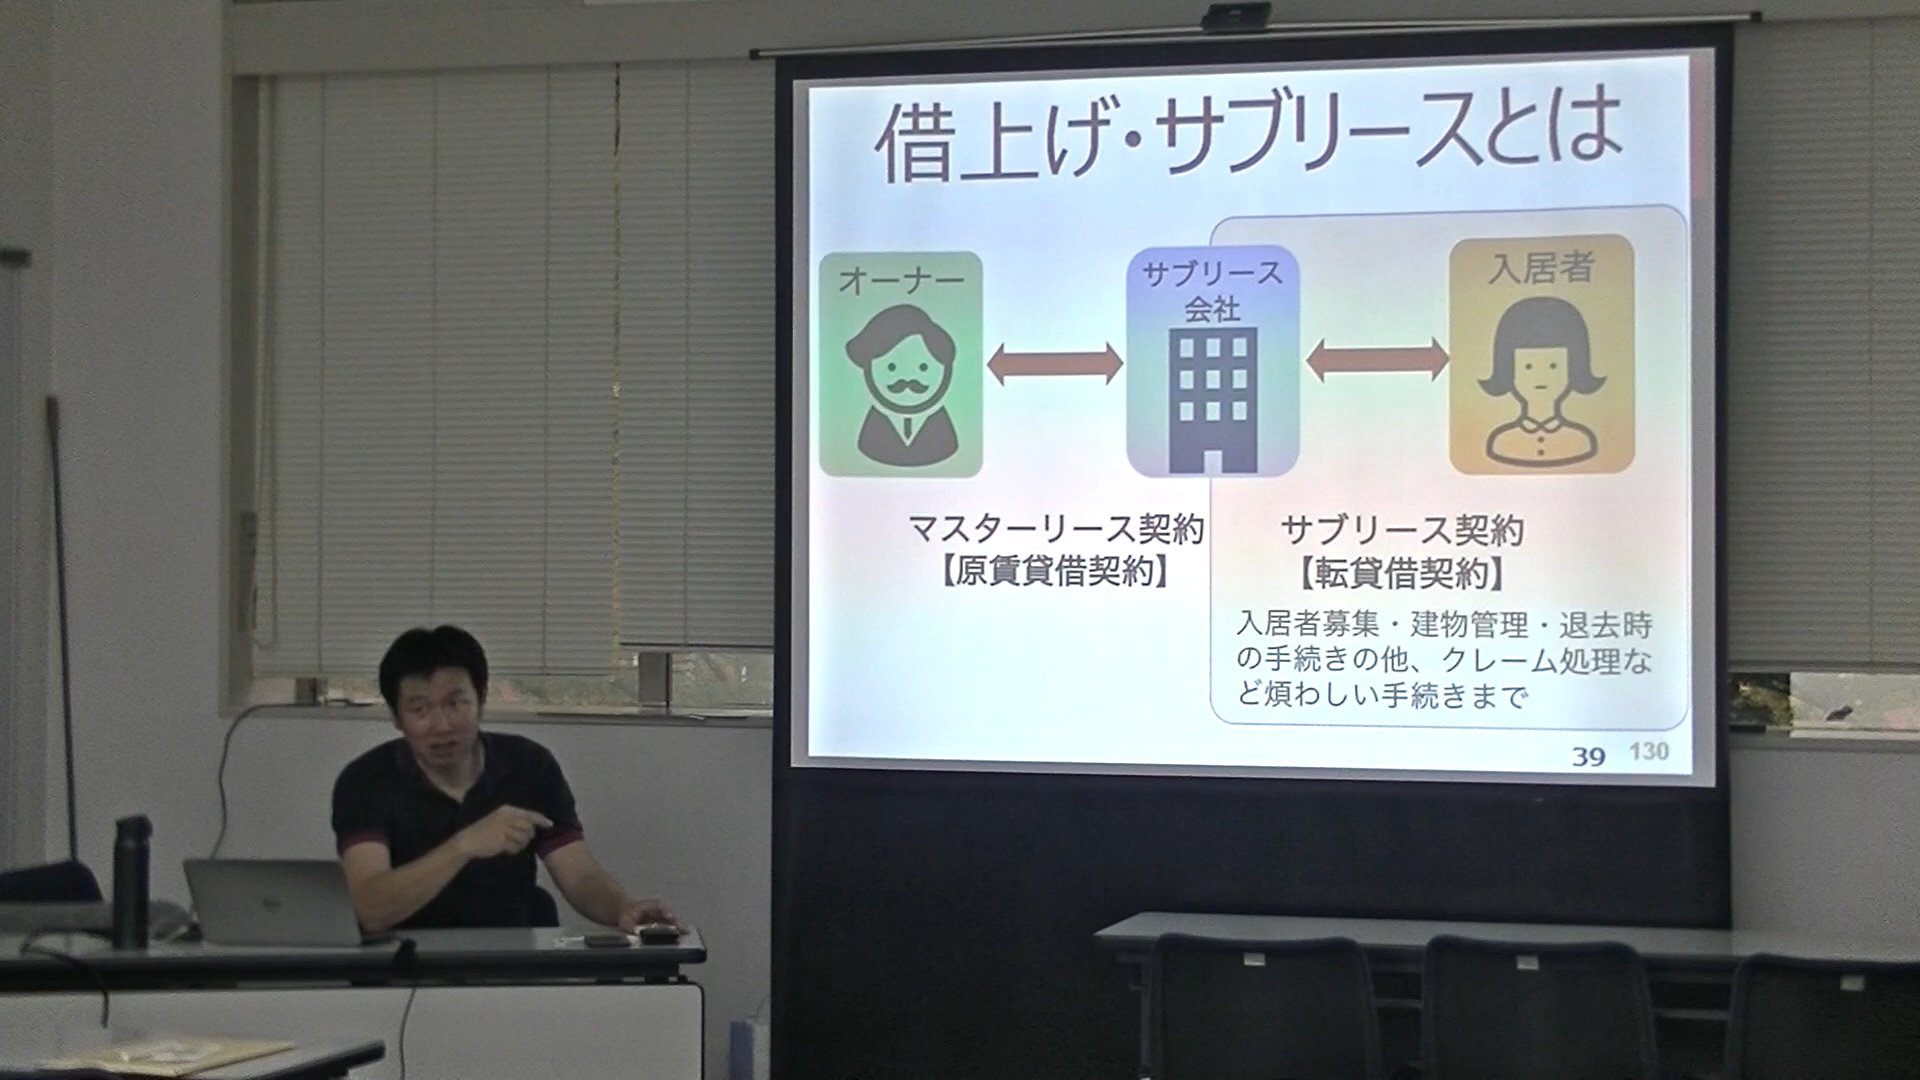 借上げ・サブリースとは
オーナー
サブリース
会社
入居者
マスターリース契約
【原賃貸借契約】
サブリース契約
【転貸借契約】
入居者募集・建物管理・退去時
の手続きの他、クレーム処理な
ど煩わしい手続きまで
39
130